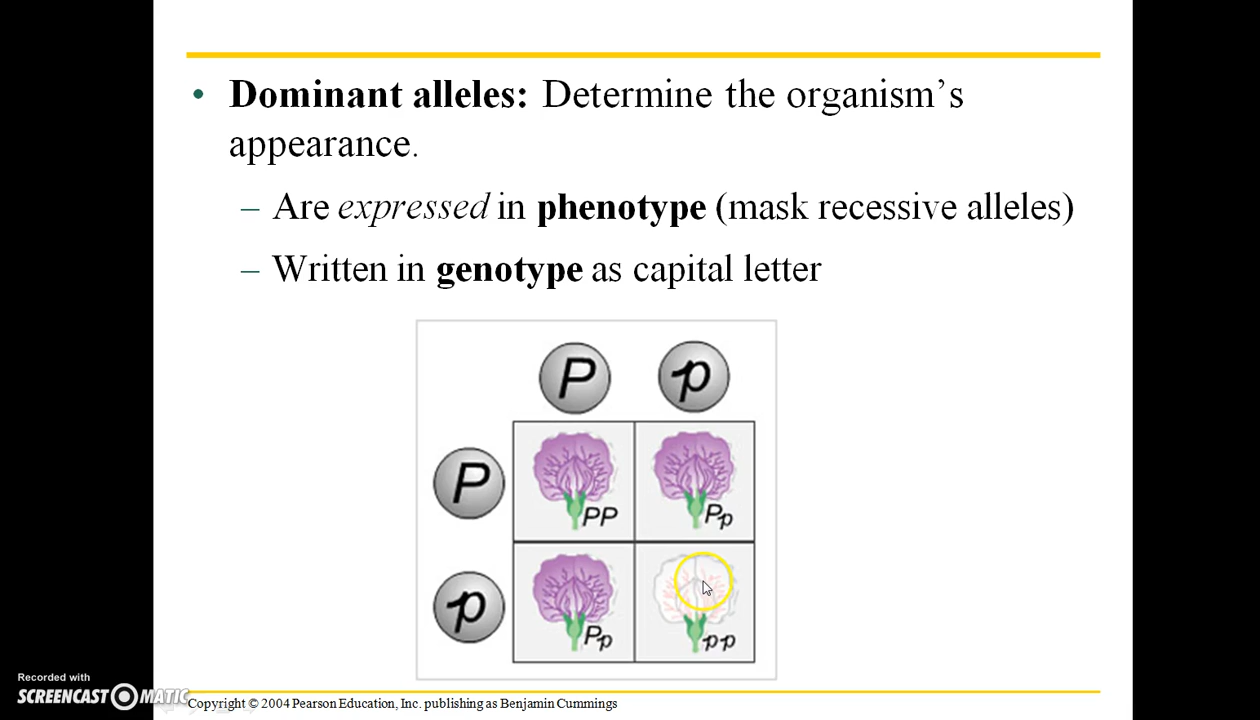 • Dominant alleles: Determine the organism's
appearance.
– Are expressed in phenotype (mask recessive alleles)
– Written in genotype as capital letter
P p
P PP Pp
p Pp pp
Recorded with
SCREENCAST MATIC
Copyright © 2004 Pearson Education, Inc. publishing as Benjamin Cummings